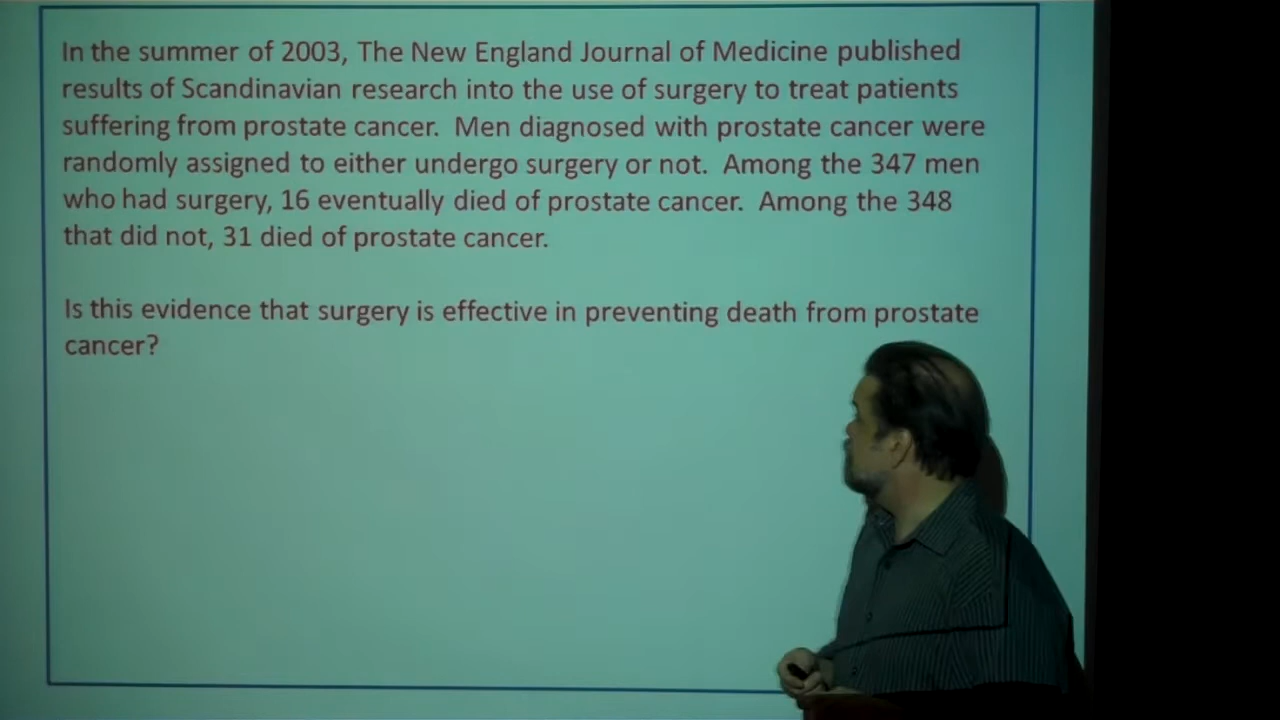 In the summer of 2003, The New England Journal of Medicine published
results of Scandinavian research into the use of surgery to treat patients
suffering from prostate cancer. Men diagnosed with prostate cancer were
randomly assigned to either undergo surgery or not. Among the 347 men
who had surgery, 16 eventually died of prostate cancer. Among the 348
that did not, 31 died of prostate cancer.
Is this evidence that surgery is effective in preventing death from prostate
cancer?